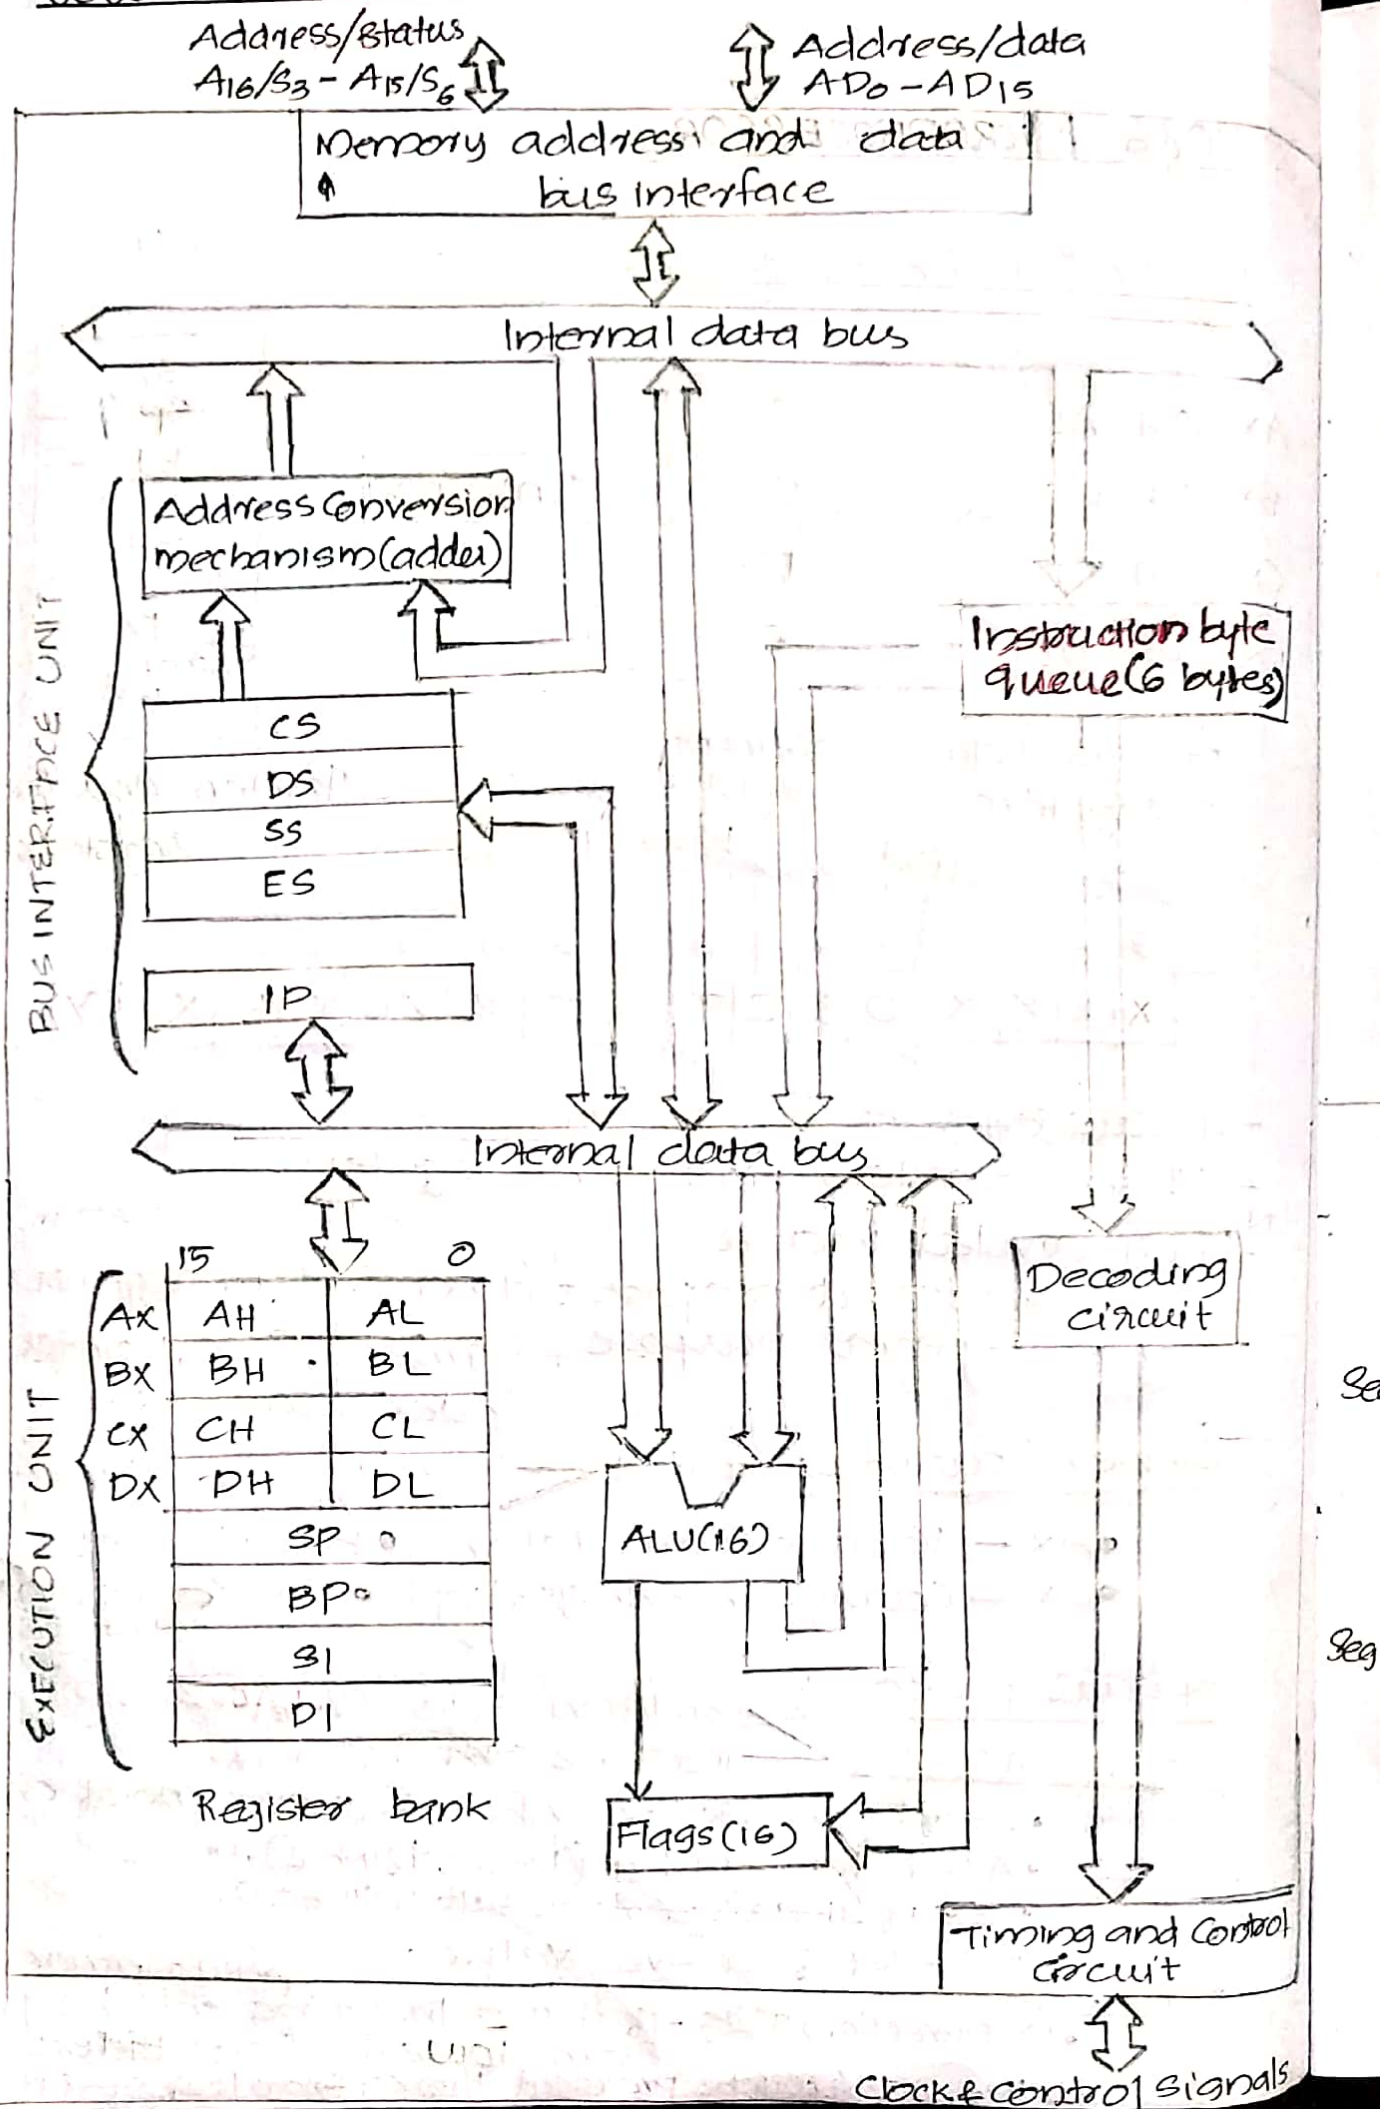 Address/Status
A16/S3 - A15/S6
Address/data
AD0 - AD15
Memory address and data
bus interface
Internal data bus
Address Conversion
mechanism (adder)
Instruction byte
queue (6 bytes)
BUS INTERFACE UNIT
CS
DS
SS
ES
IP
Internal data bus
15 0
AX AH AL
BX BH BL
CX CH CL
DX DH DL
SP
BP
SI
DI
EXECUTION UNIT
Register bank
Decoding
circuit
ALU(16)
Flags (16)
Timing and Control
Circuit
Clock & Control Signals
Seg